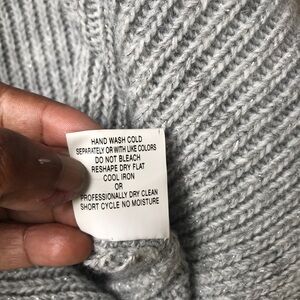 HAND WASH COLD
SEPARATELY OR WITH LIKE COLORS
DO NOT BLEACH
RESHAPE DRY FLAT
COOL IRON
OR
PROFESSIONALLY DRY CLEAN
SHORT CYCLE NO MOISTURE